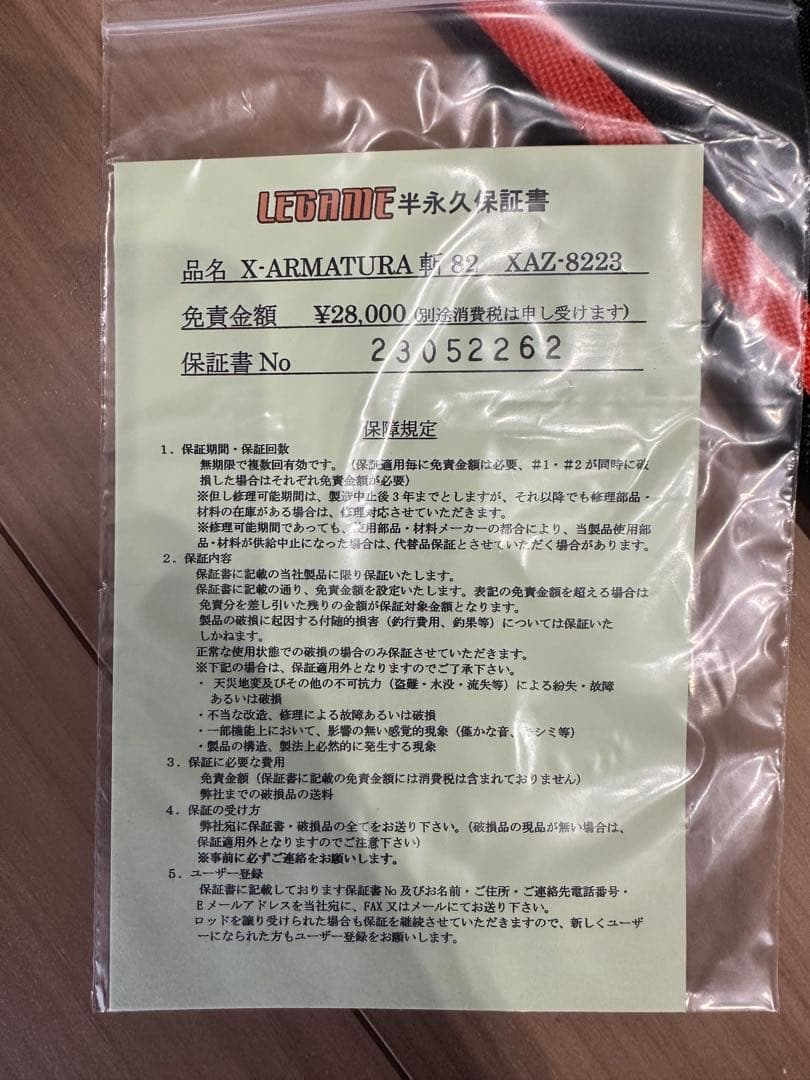 LEGAME 半永久保証書
品名 X-ARMATURA 斬 82 XAZ-8223
免責金額 ¥28,000 (別途消費税は申し受けます)
保証書 No 23052262
保障規定
1．保証期間・保証回数
無期限で複数回有効です。（保証適用毎に免責金額は必要、＃1・＃2が同時に破
損した場合はそれぞれ免責金額が必要）
※但し修理可能期間は、製造中止後3年までとしますが、それ以降でも修理部品・
材料の在庫がある場合は、修理対応させていただきます。
※修理可能期間であっても、使用部品・材料メーカーの都合により、当製品使用部
品・材料が供給中止になった場合は、代替品保証とさせていただく場合があります。
2．保証内容
保証書に記載の当社製品に限り保証いたします。
保証書に記載の通り、免責金額を設定いたします。表記の免責金額を超える場合は
免責分を差し引いた残りの金額が保証対象金額となります。
製品の破損に起因する付随的損害（釣行費用、釣果等）については保証いた
しかねます。
正常な使用状態での破損の場合のみ保証させていただきます。
※下記の場合は、保証適用外となりますのでご了承下さい。
・ 天災地変及びその他の不可抗力（盗難・水没・流失等）による紛失・故障
あるいは破損
・不当な改造、修理による故障あるいは破損
・一部機能上において、影響の無い感覚的現象（僅かな音、キシミ等）
・製品の構造、製法上必然的に発生する現象
3．保証に必要な費用
免責金額（保証書に記載の免責金額には消費税は含まれておりません）
弊社までの破損品の送料
4．保証の受け方
弊社宛に保証書・破損品の全てをお送り下さい。（破損品の現品が無い場合は、
保証適用外となりますのでご注意下さい）
※事前に必ずご連絡をお願いします。
5．ユーザー登録
保証書に記載しております保証書No及びお名前・ご住所・ご連絡先電話番号・
Eメールアドレスを当社宛に、FAX又はメールにてお送り下さい。
ロッドを譲り受けられた場合も保証を継続させていただきますので、新しくユーザ
ーになられた方もユーザー登録をお願いします。